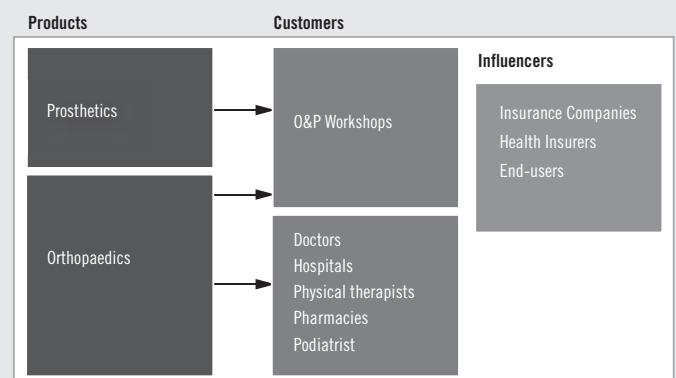 Products
Customers
Influencers
Prosthetics
O&P Workshops
Insurance Companies
Health Insurers
End-users
Orthopaedics
Doctors
Hospitals
Physical therapists
Pharmacies
Podiatrist